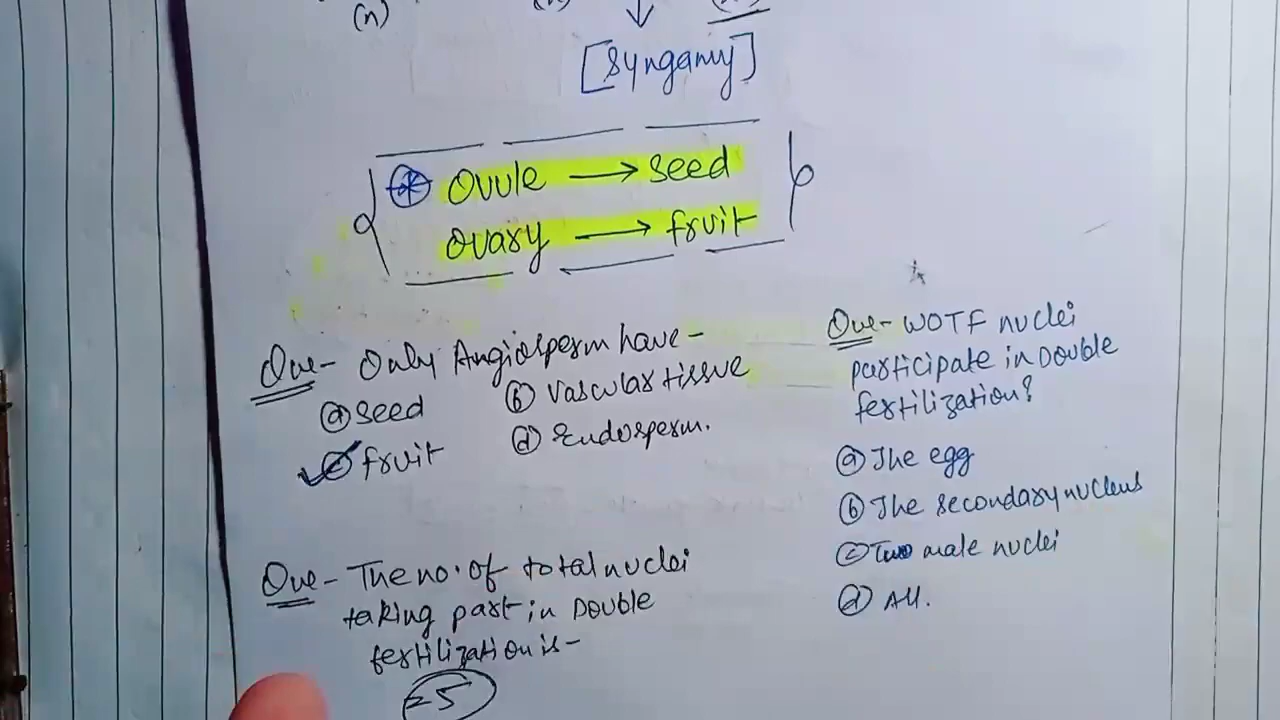 (n)
[Syngamy]
Ovule → Seed
Ovary → fruit
Que- Only Angiosperm have -
(a) Seed (b) Vascular tissue
(c) fruit (d) Endosperm.
Que - The no. of total nuclei
taking part in Double
fertilization is -
=5
Que- WOTF nuclei
participate in Double
fertilization?
(a) The egg
(b) The secondary nucleus
(c) Two male nuclei
(d) All.